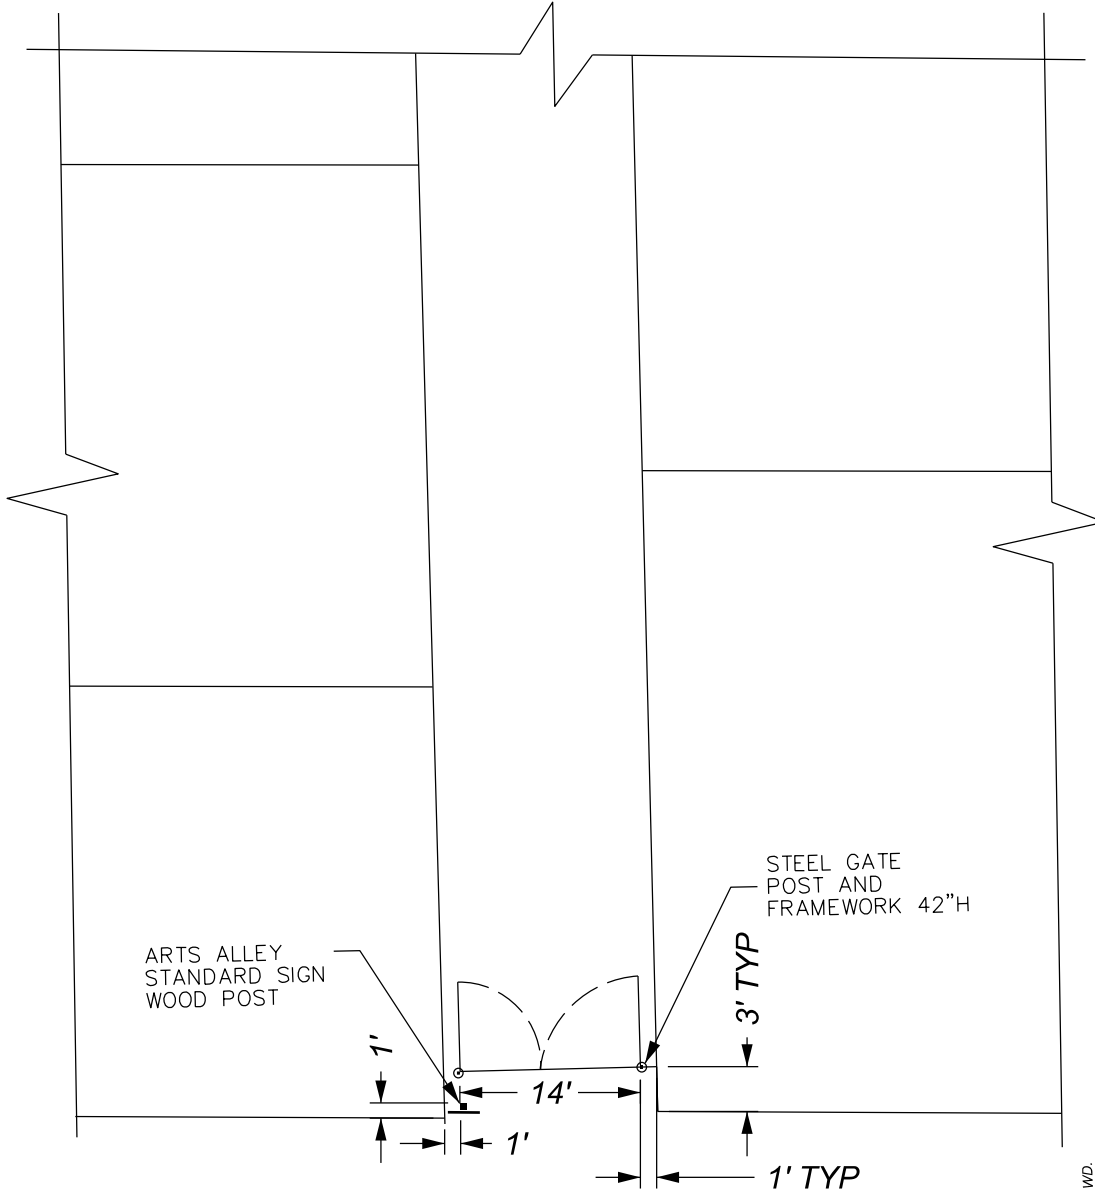 STEEL GATE
POST AND
FRAMEWORK 42"H
ARTS ALLEY
STANDARD SIGN
WOOD POST
3' TYP
1'
14'
1'
1' TYP
WD.